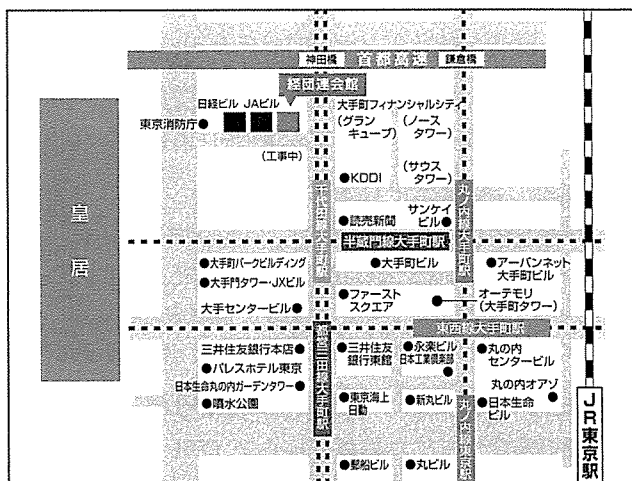 神田橋 首都高速 鎌倉橋
経団連会館
日経ビル JAビル
東京消防庁
(工事中)
大手町フィナンシャルシティ
(グラン
キューブ)
(ノース
タワー)
(サウス
タワー)
KDDI
皇居
千代田線大手町駅
丸ノ内線大手町駅
読売新聞
サンケイ
ビル
半蔵門線大手町駅
大手町パークビルディング
大手門タワー・JXビル
大手センタービル
大手町ビル
アーバンネット
大手町ビル
ファースト
スクエア
オーテモリ
(大手町タワー)
東西線大手町駅
都営三田線大手町駅
三井住友銀行本店
パレスホテル東京
日本生命丸の内ガーデンタワー
噴水公園
三井住友
銀行東館
永楽ビル
日本工業倶楽部
丸の内
センタービル
丸の内オアゾ
日本生命
ビル
東京海上
日動
新丸ビル
丸ノ内線東京駅
JR東京駅
郵船ビル
丸ビル